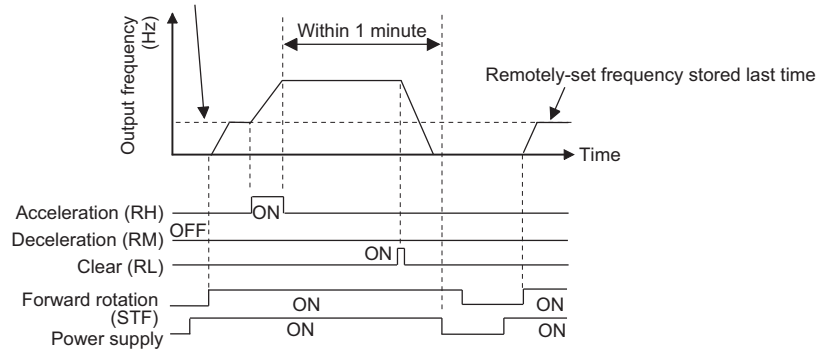 Output frequency
(Hz)
Within 1 minute
Remotely-set frequency stored last time
Time
Acceleration (RH)
ON
Deceleration (RM)
OFF
Clear (RL)
ON
Forward rotation
(STF)
ON
ON
Power supply
ON
ON